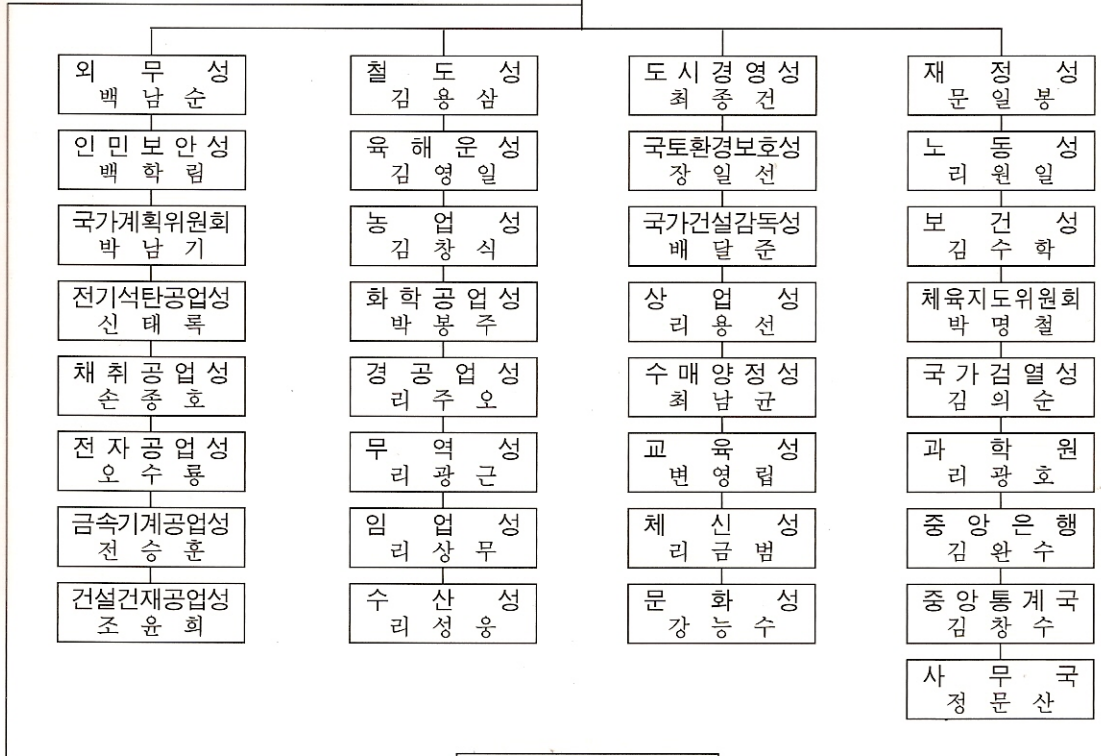 외 무 성
백 남 순
인 민 보 안 성
백 학 림
국가계획위원회
박 남 기
전기석탄공업성
신 태 록
채 취 공 업 성
손 종 호
전 자 공 업 성
오 수 룡
금속기계공업성
전 승 훈
건설건재공업성
조 윤 희
철 도 성
김 용 삼
육 해 운 성
김 영 일
농 업 성
김 창 식
화 학 공 업 성
박 봉 주
경 공 업 성
리 주 오
무 역 성
리 광 근
임 업 성
리 상 무
수 산 성
리 성 웅
도 시 경 영 성
최 종 건
국토환경보호성
장 일 선
국가건설감독성
배 달 준
상 업 성
리 용 선
수 매 양 정 성
최 남 균
교 육 성
변 영 립
체 신 성
리 금 범
문 화 성
강 능 수
재 정 성
문 일 봉
노 동 성
리 원 일
보 건 성
김 수 학
체육지도위원회
박 명 철
국 가 검 열 성
김 의 순
과 학 원
리 광 호
중 앙 은 행
김 완 수
중 앙 통 계 국
김 창 수
사 무 국
정 문 산